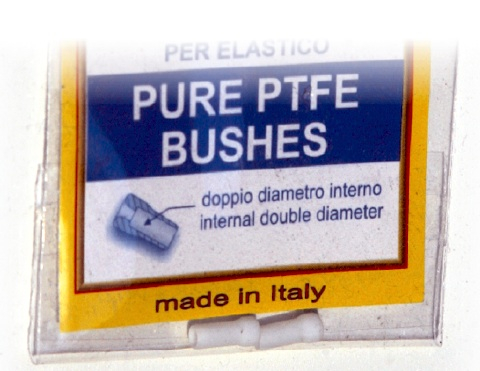 PER ELASTICO
PURE PTFE
BUSHES
doppio diametro interno
internal double diameter
made in Italy